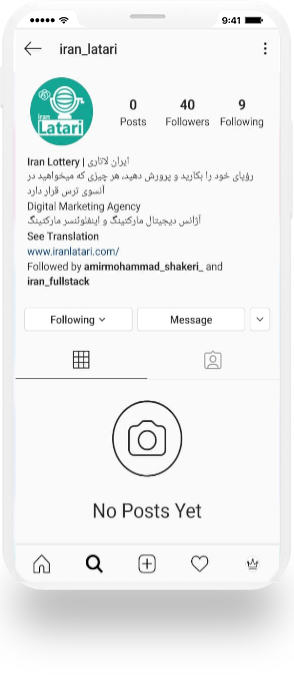 9:41
iran_latari
Iran
Latari
0 40 9
Posts Followers Following
Iran Lottery | ایران لاتاری
رؤیای خود را بکارید و پرورش دهید، هر چیزی که میخواهید در
آنسوی ترس قرار دارد
Digital Marketing Agency
آژانس دیجیتال مارکتینگ و اینفلوئنسر مارکتینگ
See Translation
www.iranlatari.com/
Followed by amirmohammad_shakeri_ and
iran_fullstack
Following Message
No Posts Yet